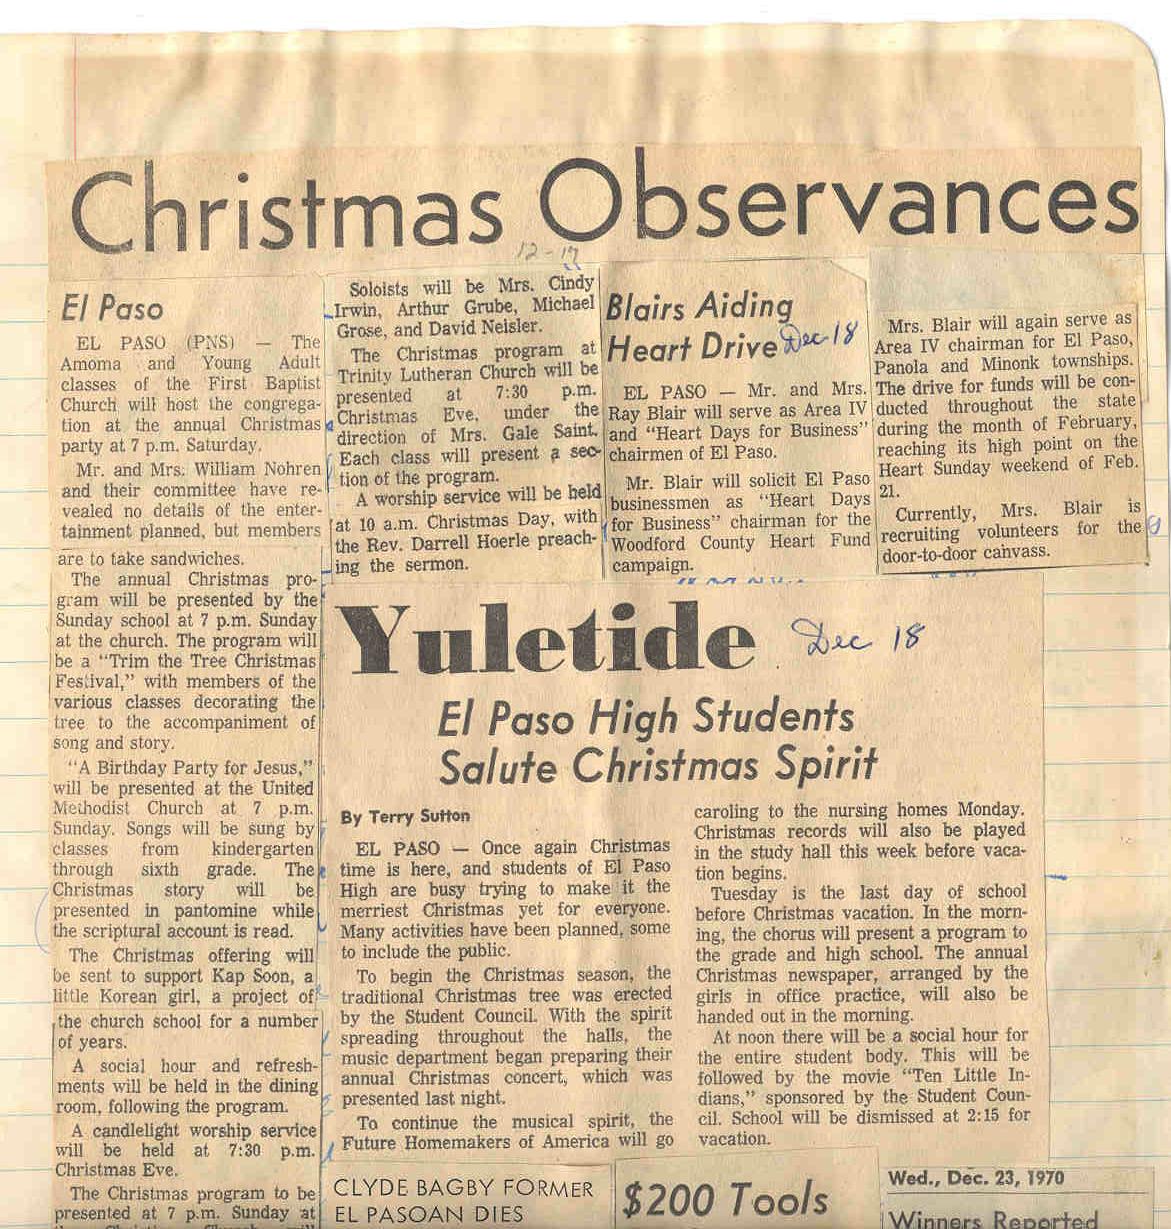 Christmas Observances
12-17
El Paso
EL PASO (PNS) — The
Amoma and Young Adult
classes of the First Baptist
Church will host the congrega-
tion at the annual Christmas
party at 7 p.m. Saturday.
Mr. and Mrs. William Nohren
and their committee have re-
vealed no details of the enter-
tainment planned, but members
are to take sandwiches.
The annual Christmas pro-
gram will be presented by the
Sunday school at 7 p.m. Sunday
at the church. The program will
be a "Trim the Tree Christmas
Festival," with members of the
various classes decorating the
tree to the accompaniment of
song and story.
"A Birthday Party for Jesus,"
will be presented at the United
Methodist Church at 7 p.m.
Sunday. Songs will be sung by
classes from kindergarten
through sixth grade. The
Christmas story will be
presented in pantomine while
the scriptural account is read.
The Christmas offering will
be sent to support Kap Soon, a
little Korean girl, a project of
the church school for a number
of years.
A social hour and refresh-
ments will be held in the dining
room, following the program.
A candlelight worship service
will be held at 7:30 p.m.
Christmas Eve.
The Christmas program to be
presented at 7 p.m. Sunday at
Soloists will be Mrs. Cindy
Irwin, Arthur Grube, Michael
Grose, and David Neisler.
The Christmas program at
Trinity Lutheran Church will be
presented at 7:30 p.m.
Christmas Eve, under the
direction of Mrs. Gale Saint.
Each class will present a sec-
tion of the program.
A worship service will be held
at 10 a.m. Christmas Day, with
the Rev. Darrell Hoerle preach-
ing the sermon.
Blairs Aiding
Heart Drive Dec 18
EL PASO — Mr. and Mrs.
Ray Blair will serve as Area IV
and "Heart Days for Business"
chairmen of El Paso.
Mr. Blair will solicit El Paso
businessmen as "Heart Days
for Business" chairman for the
Woodford County Heart Fund
campaign.
Mrs. Blair will again serve as
Area IV chairman for El Paso,
Panola and Minonk townships.
The drive for funds will be con-
ducted throughout the state
during the month of February,
reaching its high point on the
Heart Sunday weekend of Feb.
21.
Currently, Mrs. Blair is
recruiting volunteers for the
door-to-door canvass.
Yuletide Dec 18
El Paso High Students
Salute Christmas Spirit
By Terry Sutton
EL PASO — Once again Christmas
time is here, and students of El Paso
High are busy trying to make it the
merriest Christmas yet for everyone.
Many activities have been planned, some
to include the public.
To begin the Christmas season, the
traditional Christmas tree was erected
by the Student Council. With the spirit
spreading throughout the halls, the
music department began preparing their
annual Christmas concert, which was
presented last night.
To continue the musical spirit, the
Future Homemakers of America will go
caroling to the nursing homes Monday.
Christmas records will also be played
in the study hall this week before vaca-
tion begins.
Tuesday is the last day of school
before Christmas vacation. In the morn-
ing, the chorus will present a program to
the grade and high school. The annual
Christmas newspaper, arranged by the
girls in office practice, will also be
handed out in the morning.
At noon there will be a social hour for
the entire student body. This will be
followed by the movie "Ten Little In-
dians," sponsored by the Student Coun-
cil. School will be dismissed at 2:15 for
vacation.
CLYDE BAGBY FORMER
EL PASOAN DIES
$200 Tools
Wed., Dec. 23, 1970
Winners Reported